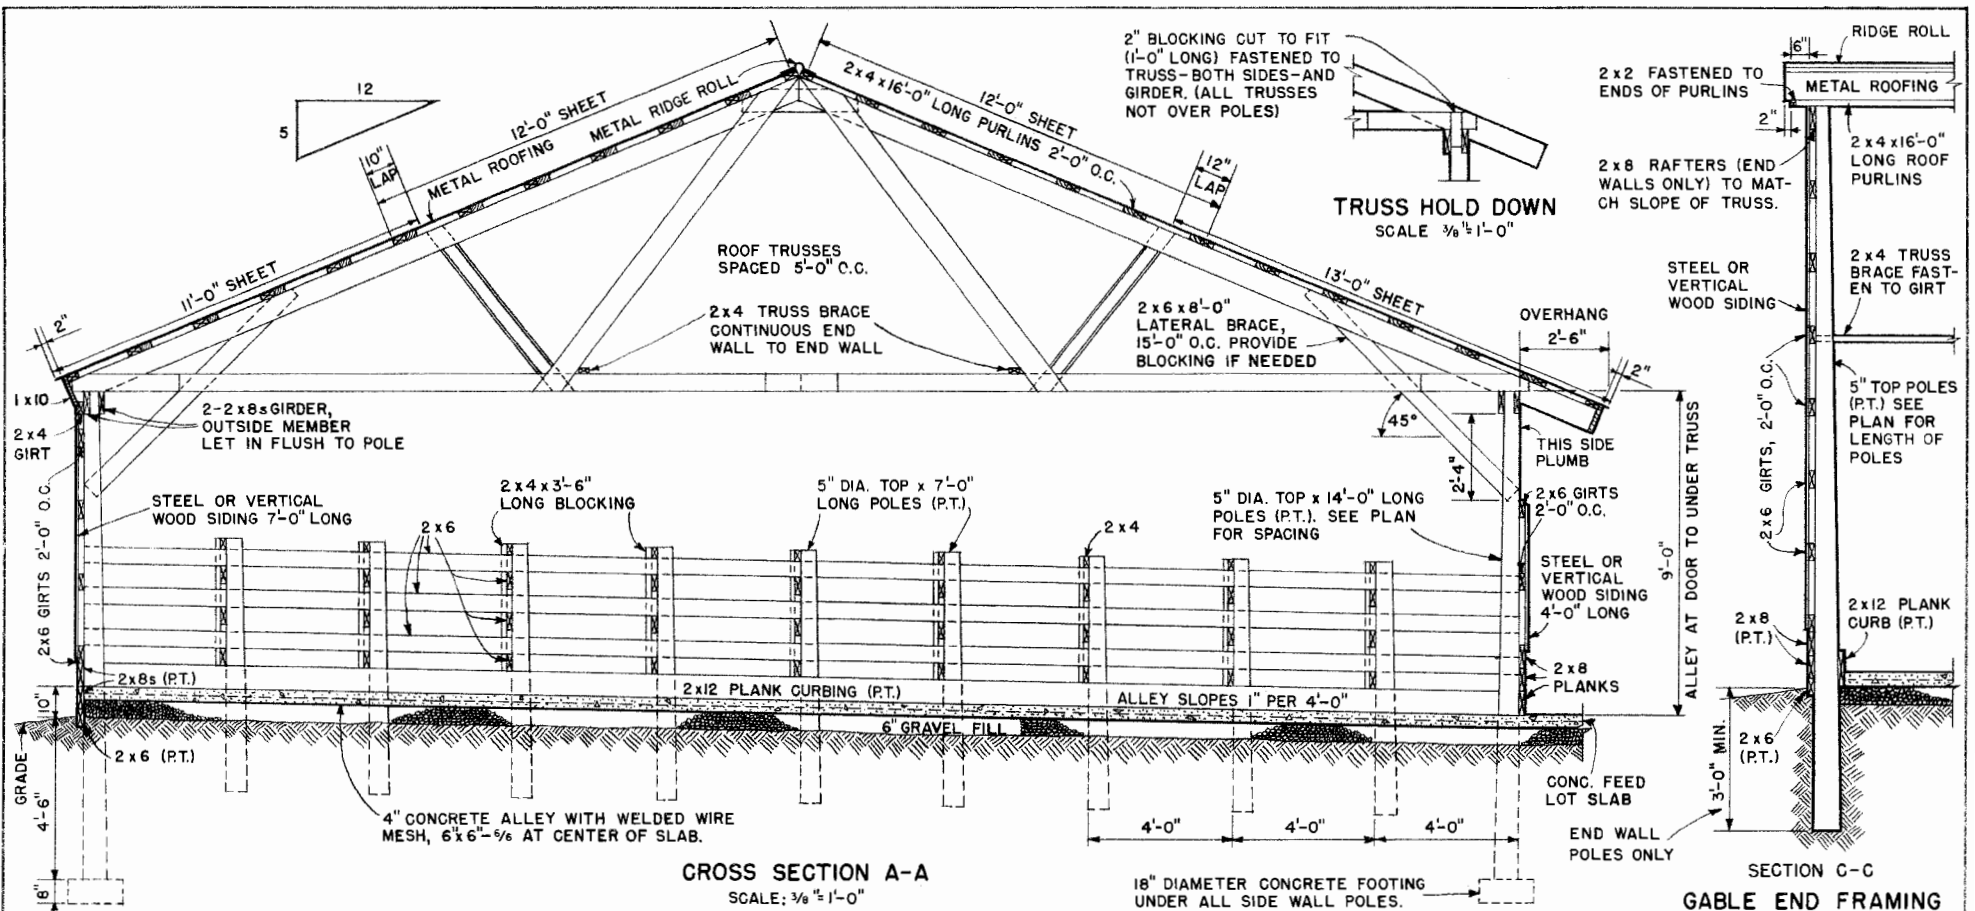 12
5
12'-0" SHEET
METAL ROOFING METAL RIDGE ROLL
10"
LAP
11'-0" SHEET
2"
2x4x16'-0" LONG PURLINS 2'-0" O.C.
12'-0" SHEET
12"
LAP
13'-0" SHEET
ROOF TRUSSES
SPACED 5'-0" O.C.
2x4 TRUSS BRACE
CONTINUOUS END
WALL TO END WALL
2x6x8'-0"
LATERAL BRACE,
15'-0" O.C. PROVIDE
BLOCKING IF NEEDED
OVERHANG
2'-6"
2"
2" BLOCKING CUT TO FIT
(1'-0" LONG) FASTENED TO
TRUSS-BOTH SIDES-AND
GIRDER. (ALL TRUSSES
NOT OVER POLES)
TRUSS HOLD DOWN
SCALE 3/8"=1'-0"
1x10
2x4
GIRT
2-2x8s GIRDER,
OUTSIDE MEMBER
LET IN FLUSH TO POLE
45°
2'-4"
THIS SIDE
PLUMB
STEEL OR VERTICAL
WOOD SIDING 7'-0" LONG
2x6 GIRTS 2'-0" O.C.
2x6
2x4x3'-6"
LONG BLOCKING
5" DIA. TOP x 7'-0"
LONG POLES (P.T.)
2x4
5" DIA. TOP x 14'-0" LONG
POLES (P.T.). SEE PLAN
FOR SPACING
2x6 GIRTS
2'-0" O.C.
STEEL OR
VERTICAL
WOOD SIDING
4'-0" LONG
2x8
PLANKS
9'-0"
ALLEY AT DOOR TO UNDER TRUSS
2x8s (P.T.)
10"
2x12 PLANK CURBING (P.T.)
ALLEY SLOPES 1" PER 4'-0"
6" GRAVEL FILL
2x6 (P.T.)
GRADE
4'-6"
8"
4" CONCRETE ALLEY WITH WELDED WIRE
MESH, 6"x6"-6/6 AT CENTER OF SLAB.
4'-0"
4'-0"
4'-0"
CONC. FEED
LOT SLAB
CROSS SECTION A-A
SCALE; 3/8"=1'-0"
18" DIAMETER CONCRETE FOOTING
UNDER ALL SIDE WALL POLES.
6"
RIDGE ROLL
2x2 FASTENED TO
ENDS OF PURLINS
METAL ROOFING
2"
2x4x16'-0"
LONG ROOF
PURLINS
2x8 RAFTERS (END
WALLS ONLY) TO MAT-
CH SLOPE OF TRUSS.
STEEL OR
VERTICAL
WOOD SIDING
2x4 TRUSS
BRACE FAST-
EN TO GIRT
2x6 GIRTS, 2'-0" O.C.
5" TOP POLES
(P.T.) SEE
PLAN FOR
LENGTH OF
POLES
2x8
(P.T.)
2x12 PLANK
CURB (P.T.)
2x6
(P.T.)
3'-0" MIN.
END WALL
POLES ONLY
SECTION C-C
GABLE END FRAMING